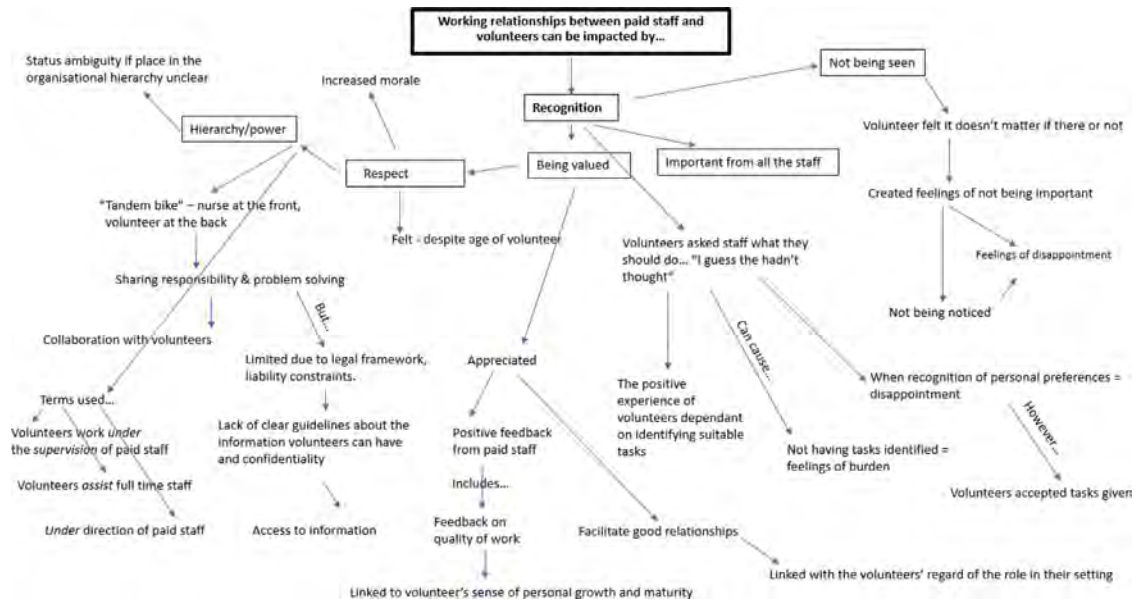 Working relationships between paid staff and
volunteers can be impacted by...
Status ambiguity if place in the
organisational hierarchy unclear
Increased morale
Not being seen
Recognition
Hierarchy/power
Volunteer felt it doesn't matter if there or not
Respect
Being valued
Important from all the staff
Created feelings of not being important
"Tandem bike" – nurse at the front,
volunteer at the back
Felt - despite age of volunteer
Volunteers asked staff what they
should do... "I guess the hadn't
thought"
Feelings of disappointment
Sharing responsibility & problem solving
Not being noticed
But...
Can cause...
Collaboration with volunteers
Limited due to legal framework,
liability constraints.
Appreciated
When recognition of personal preferences =
disappointment
The positive
experience of
volunteers dependant
on identifying suitable
tasks
However...
Terms used...
Volunteers work under
the supervision of paid staff
Lack of clear guidelines about the
information volunteers can have
and confidentiality
Positive feedback
from paid staff
Not having tasks identified =
feelings of burden
Volunteers assist full time staff
Includes...
Volunteers accepted tasks given
Under direction of paid staff
Access to information
Feedback on
quality of work
Facilitate good relationships
Linked with the volunteers' regard of the role in their setting
Linked to volunteer's sense of personal growth and maturity